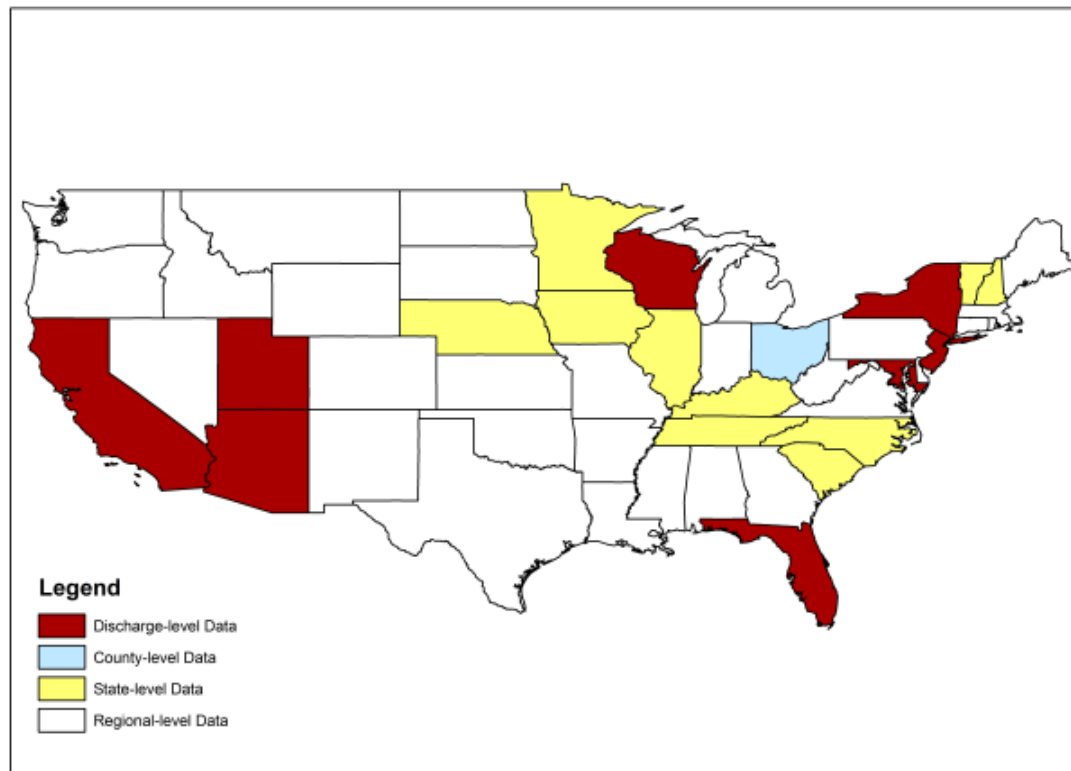 Legend
Discharge-level Data
County-level Data
State-level Data
Regional-level Data